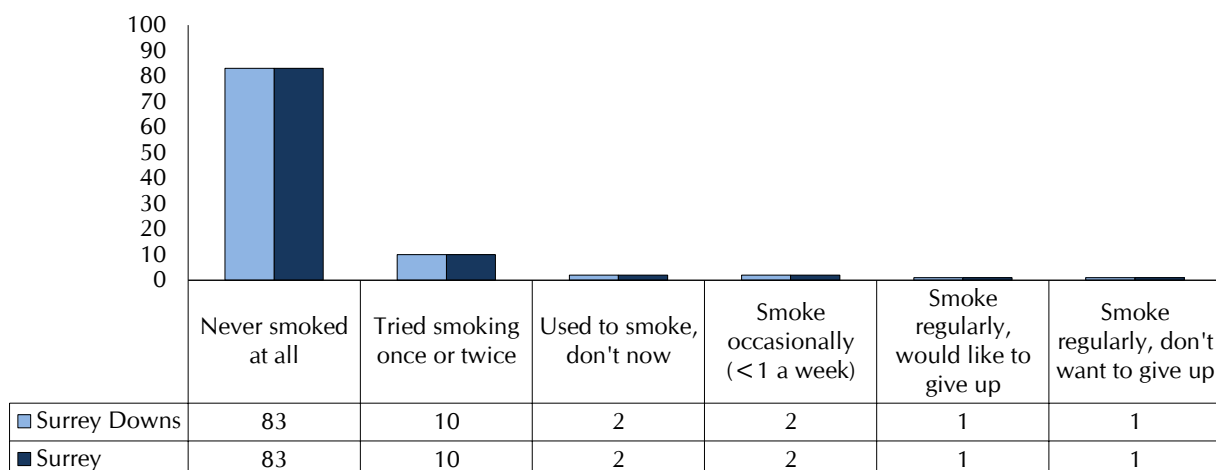 100
90
80
70
60
50
40
30
20
10
0
Never smoked
at all
Tried smoking
once or twice
Used to smoke,
don't now
Smoke
occasionally
(<1 a week)
Smoke
regularly,
would like to
give up
Smoke
regularly, don't
want to give up
Surrey Downs 83 10 2 2 1 1
Surrey 83 10 2 2 1 1